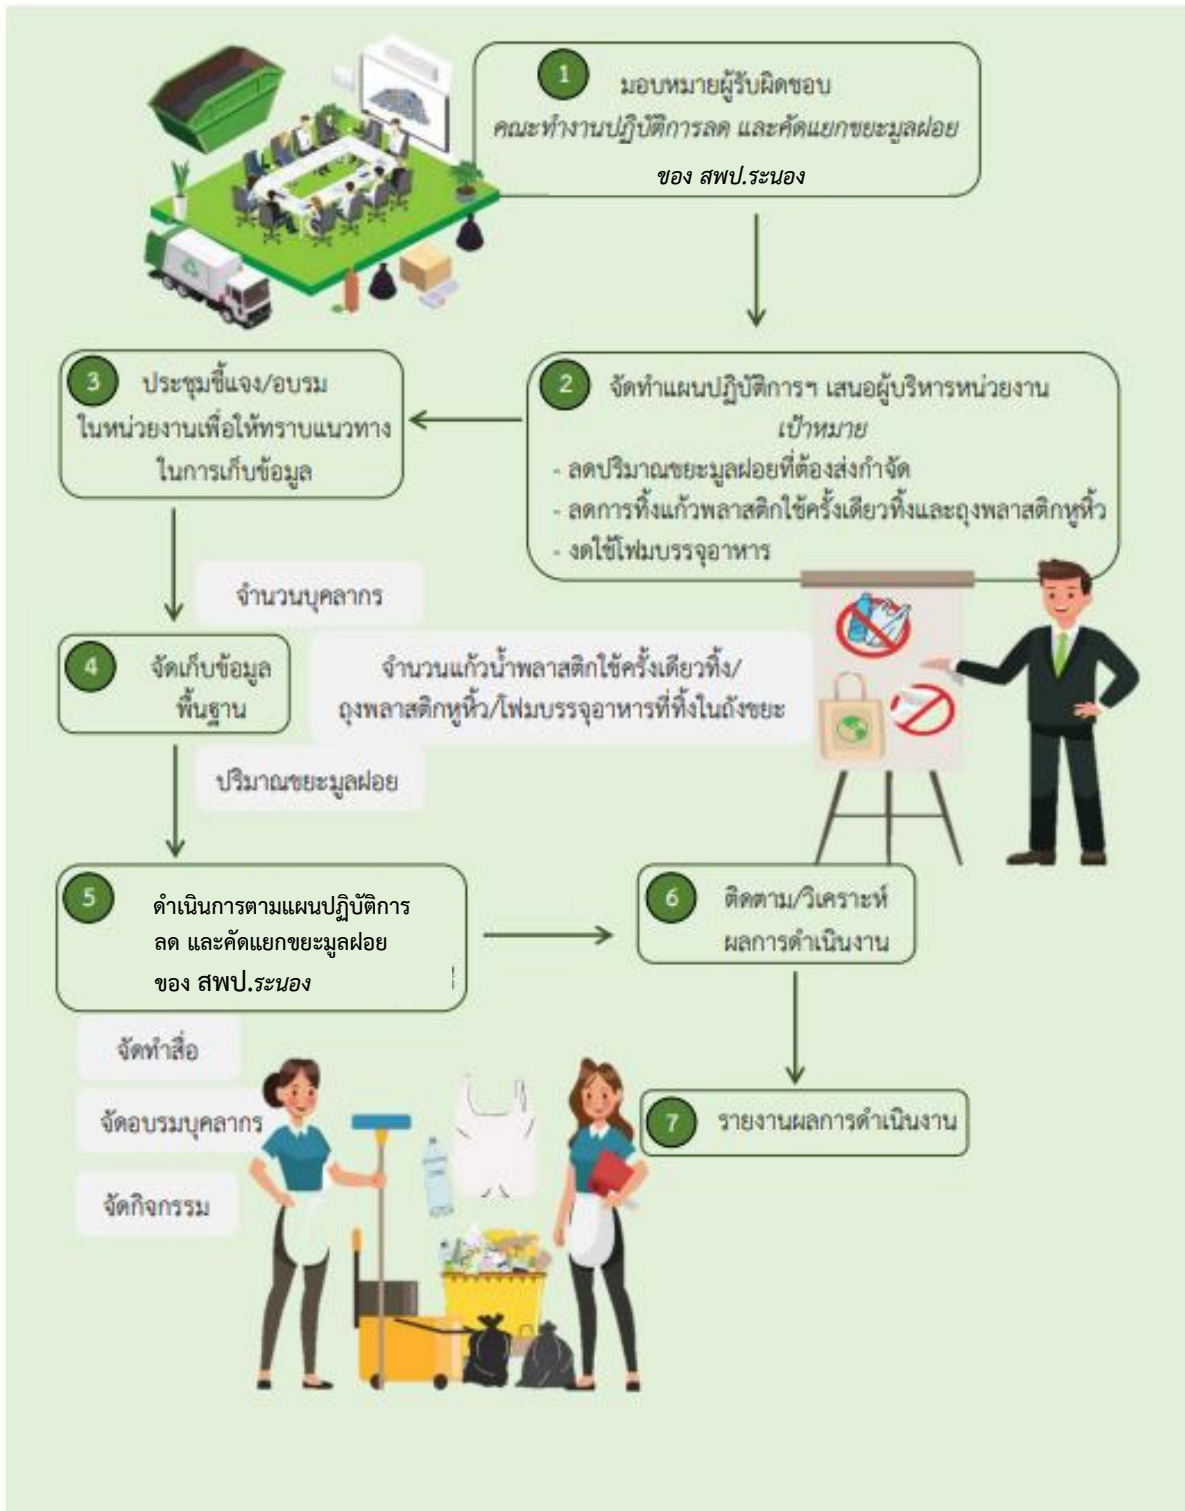 1
มอบหมายผู้รับผิดชอบ
คณะทำงานปฏิบัติการลด และคัดแยกขยะมูลฝอย
ของ สพป.ระนอง
2
จัดทำแผนปฏิบัติการฯ เสนอผู้บริหารหน่วยงาน
เป้าหมาย
- ลดปริมาณขยะมูลฝอยที่ต้องส่งกำจัด
- ลดการทิ้งแก้วพลาสติกใช้ครั้งเดียวทิ้งและถุงพลาสติกหูหิ้ว
- งดใช้โฟมบรรจุอาหาร
3
ประชุมชี้แจง/อบรม
ในหน่วยงานเพื่อให้ทราบแนวทาง
ในการเก็บข้อมูล
จำนวนบุคลากร
4
จัดเก็บข้อมูล
พื้นฐาน
จำนวนแก้วน้ำพลาสติกใช้ครั้งเดียวทิ้ง/
ถุงพลาสติกหูหิ้ว/โฟมบรรจุอาหารที่ทิ้งในถังขยะ
ปริมาณขยะมูลฝอย
5
ดำเนินการตามแผนปฏิบัติการ
ลด และคัดแยกขยะมูลฝอย
ของ สพป.ระนอง
จัดทำสื่อ
จัดอบรมบุคลากร
จัดกิจกรรม
6
ติดตาม/วิเคราะห์
ผลการดำเนินงาน
7
รายงานผลการดำเนินงาน